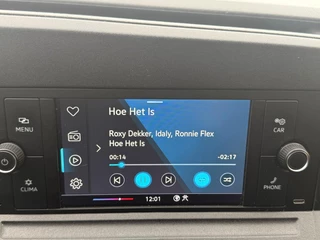 Hoe Het Is
MENU
CLIMA
Roxy Dekker, Idaly, Ronnie Flex
Hoe Het Is
00:14
-02:17
12:01
CAR
PHONE